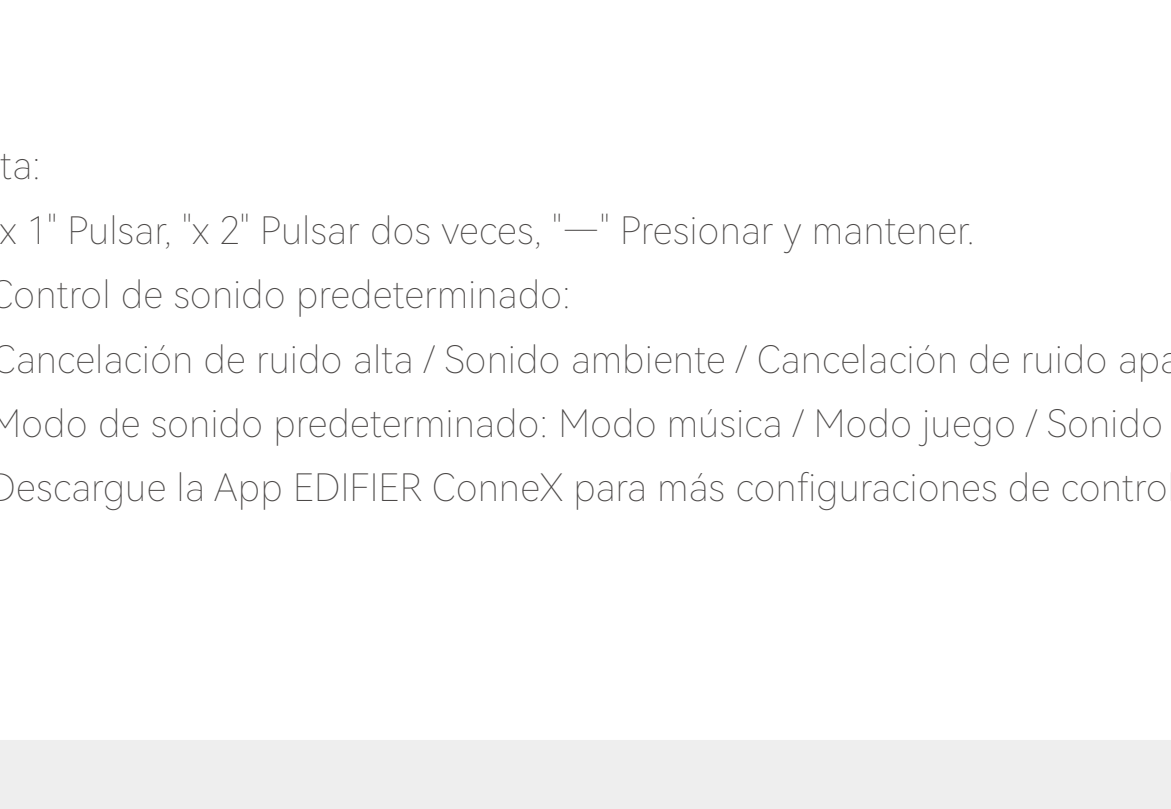 ta:
x 1" Pulsar, "x 2" Pulsar dos veces, "—" Presionar y mantener.
Control de sonido predeterminado:
Cancelación de ruido alta / Sonido ambiente / Cancelación de ruido apa
Modo de sonido predeterminado: Modo música / Modo juego / Sonido
Descargue la App EDIFIER ConneX para más configuraciones de control